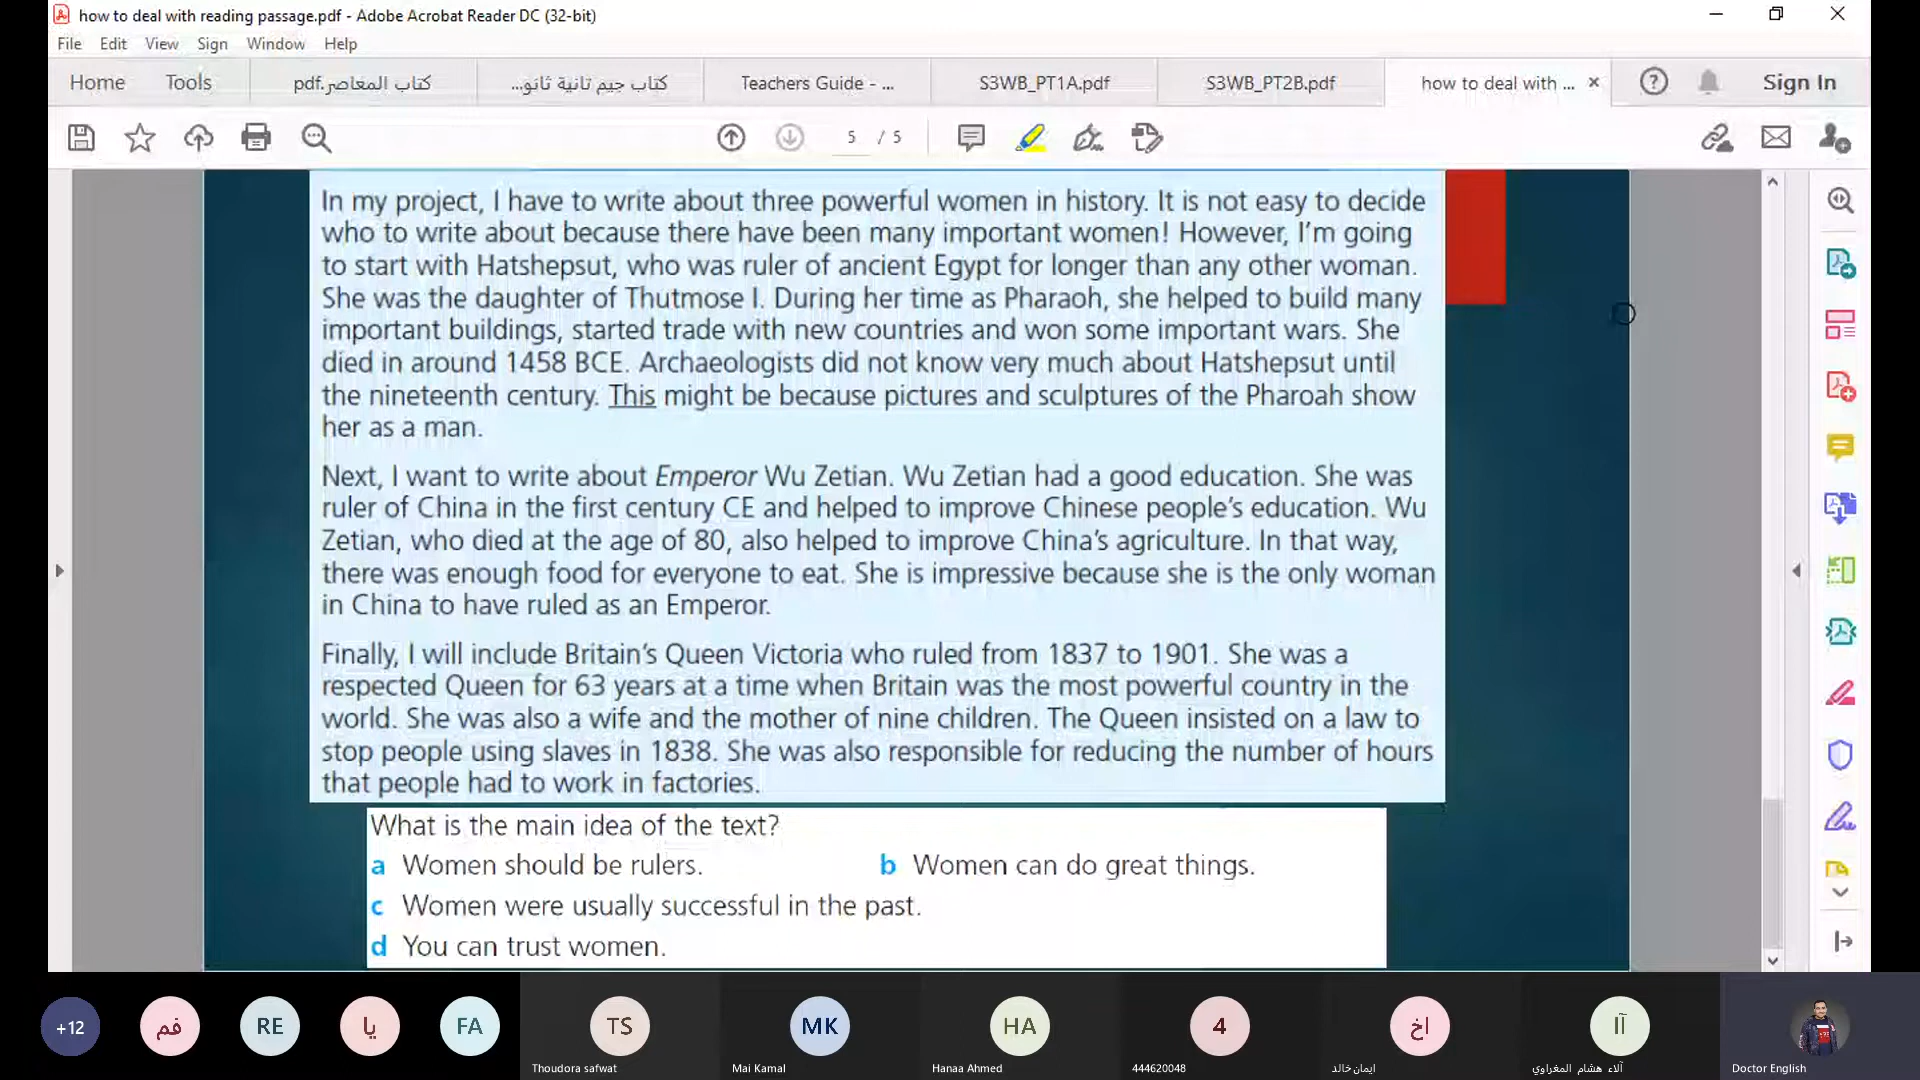 how to deal with reading passage.pdf - Adobe Acrobat Reader DC (32-bit)
File Edit View Sign Window Help
Home Tools كتاب المعاصر.pdf كتاب جيم تانية ثانو... Teachers Guide - ... S3WB_PT1A.pdf S3WB_PT2B.pdf how to deal with ... Sign In
5 / 5
In my project, I have to write about three powerful women in history. It is not easy to decide
who to write about because there have been many important women! However, I'm going
to start with Hatshepsut, who was ruler of ancient Egypt for longer than any other woman.
She was the daughter of Thutmose I. During her time as Pharaoh, she helped to build many
important buildings, started trade with new countries and won some important wars. She
died in around 1458 BCE. Archaeologists did not know very much about Hatshepsut until
the nineteenth century. This might be because pictures and sculptures of the Pharoah show
her as a man.
Next, I want to write about Emperor Wu Zetian. Wu Zetian had a good education. She was
ruler of China in the first century CE and helped to improve Chinese people's education. Wu
Zetian, who died at the age of 80, also helped to improve China's agriculture. In that way,
there was enough food for everyone to eat. She is impressive because she is the only woman
in China to have ruled as an Emperor.
Finally, I will include Britain's Queen Victoria who ruled from 1837 to 1901. She was a
respected Queen for 63 years at a time when Britain was the most powerful country in the
world. She was also a wife and the mother of nine children. The Queen insisted on a law to
stop people using slaves in 1838. She was also responsible for reducing the number of hours
that people had to work in factories.
What is the main idea of the text?
a Women should be rulers. b Women can do great things.
c Women were usually successful in the past.
d You can trust women.
+12 فم RE يا FA TS MK HA 4 اخ آا
Thoudora safwat Mai Kamal Hanaa Ahmed 444620048 ايمان خالد آلاء هشام المغراوي Doctor English